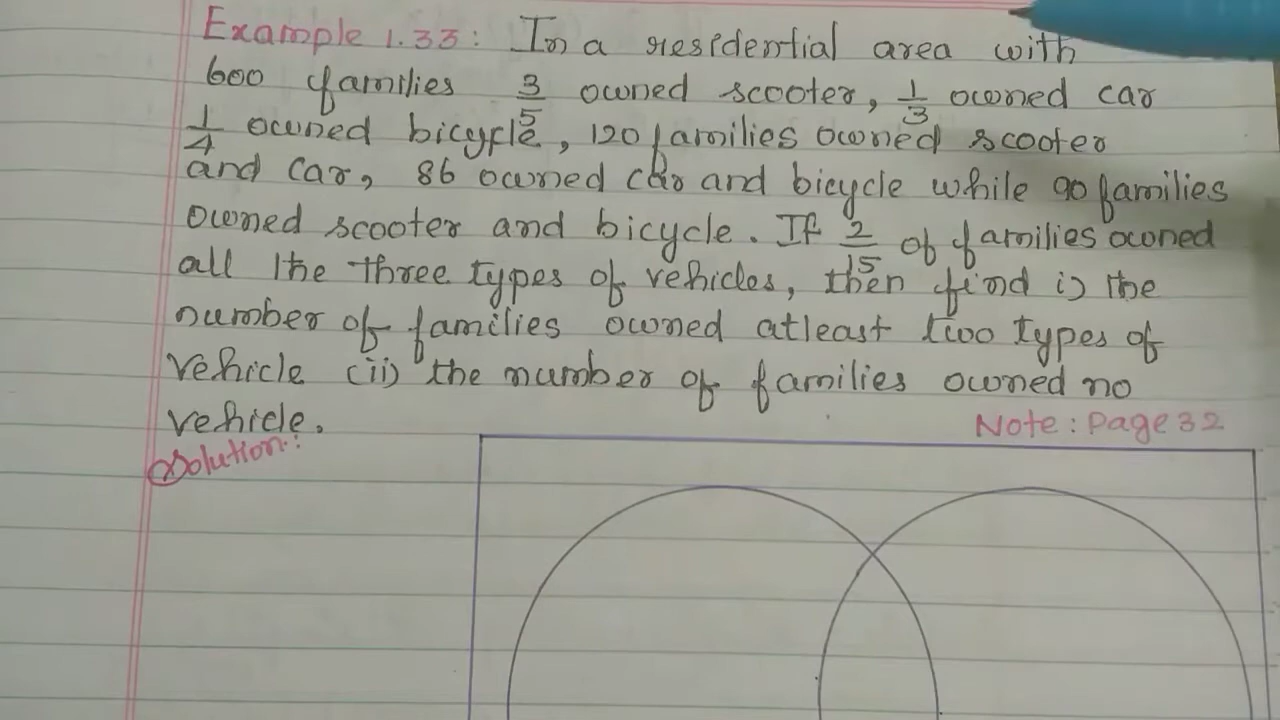 Example 1.33: In a residential area with
600 families 3/5 owned scooter, 1/3 owned car
1/4 owned bicycle, 120 families owned scooter
and car, 86 owned car and bicycle while 90 families
owned scooter and bicycle. If 2/15 of families owned
all the three types of vehicles, then find i) the
number of families owned atleast two types of
vehicle (ii) the number of families owned no
vehicle.
Note: Page 32
Solution: